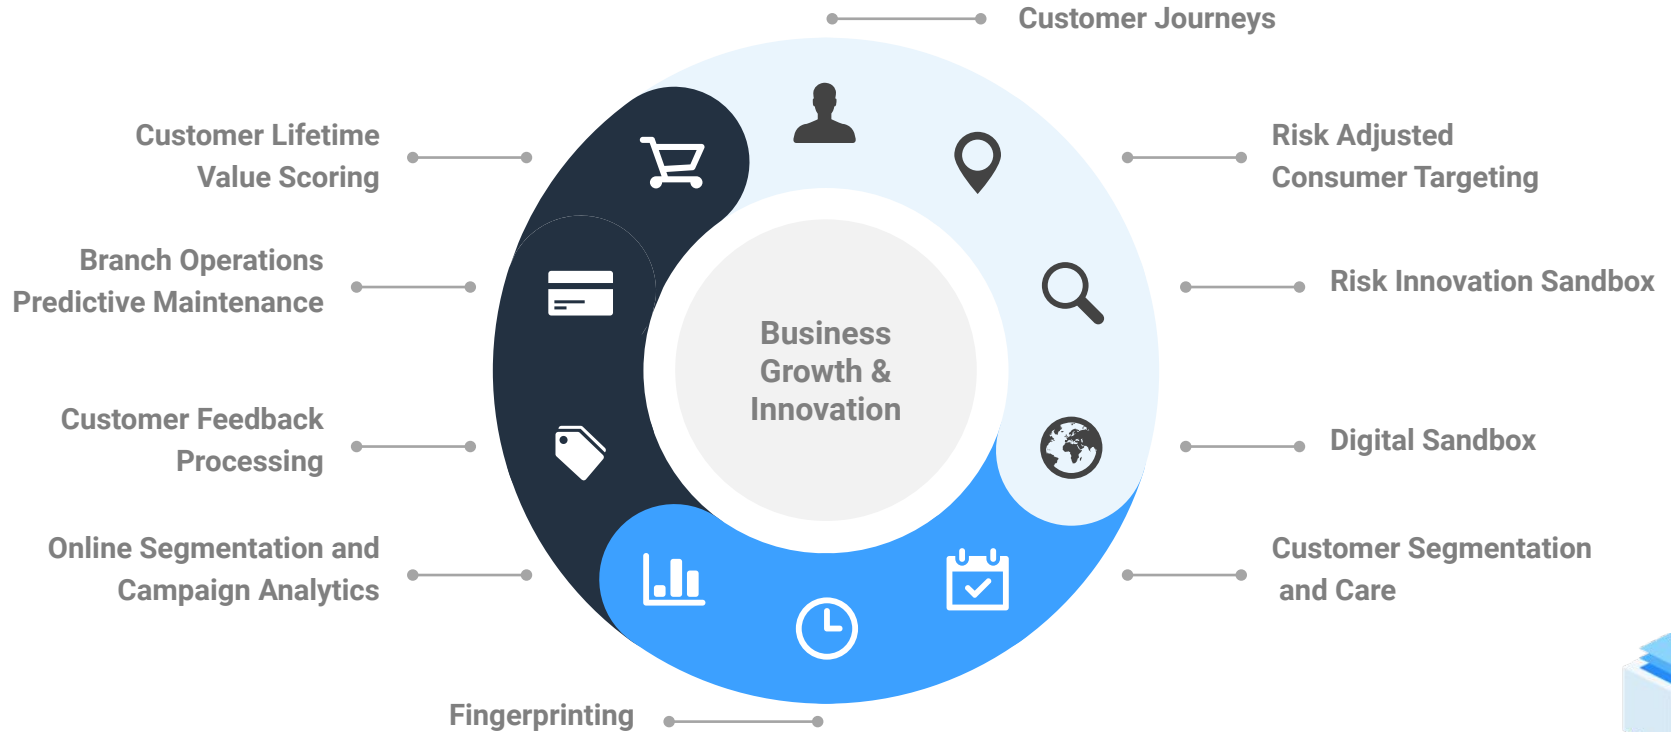 Customer Journeys
Customer Lifetime
Value Scoring
Risk Adjusted
Consumer Targeting
Branch Operations
Predictive Maintenance
Risk Innovation Sandbox
Business
Growth &
Innovation
Customer Feedback
Processing
Digital Sandbox
Online Segmentation and
Campaign Analytics
Customer Segmentation
and Care
Fingerprinting